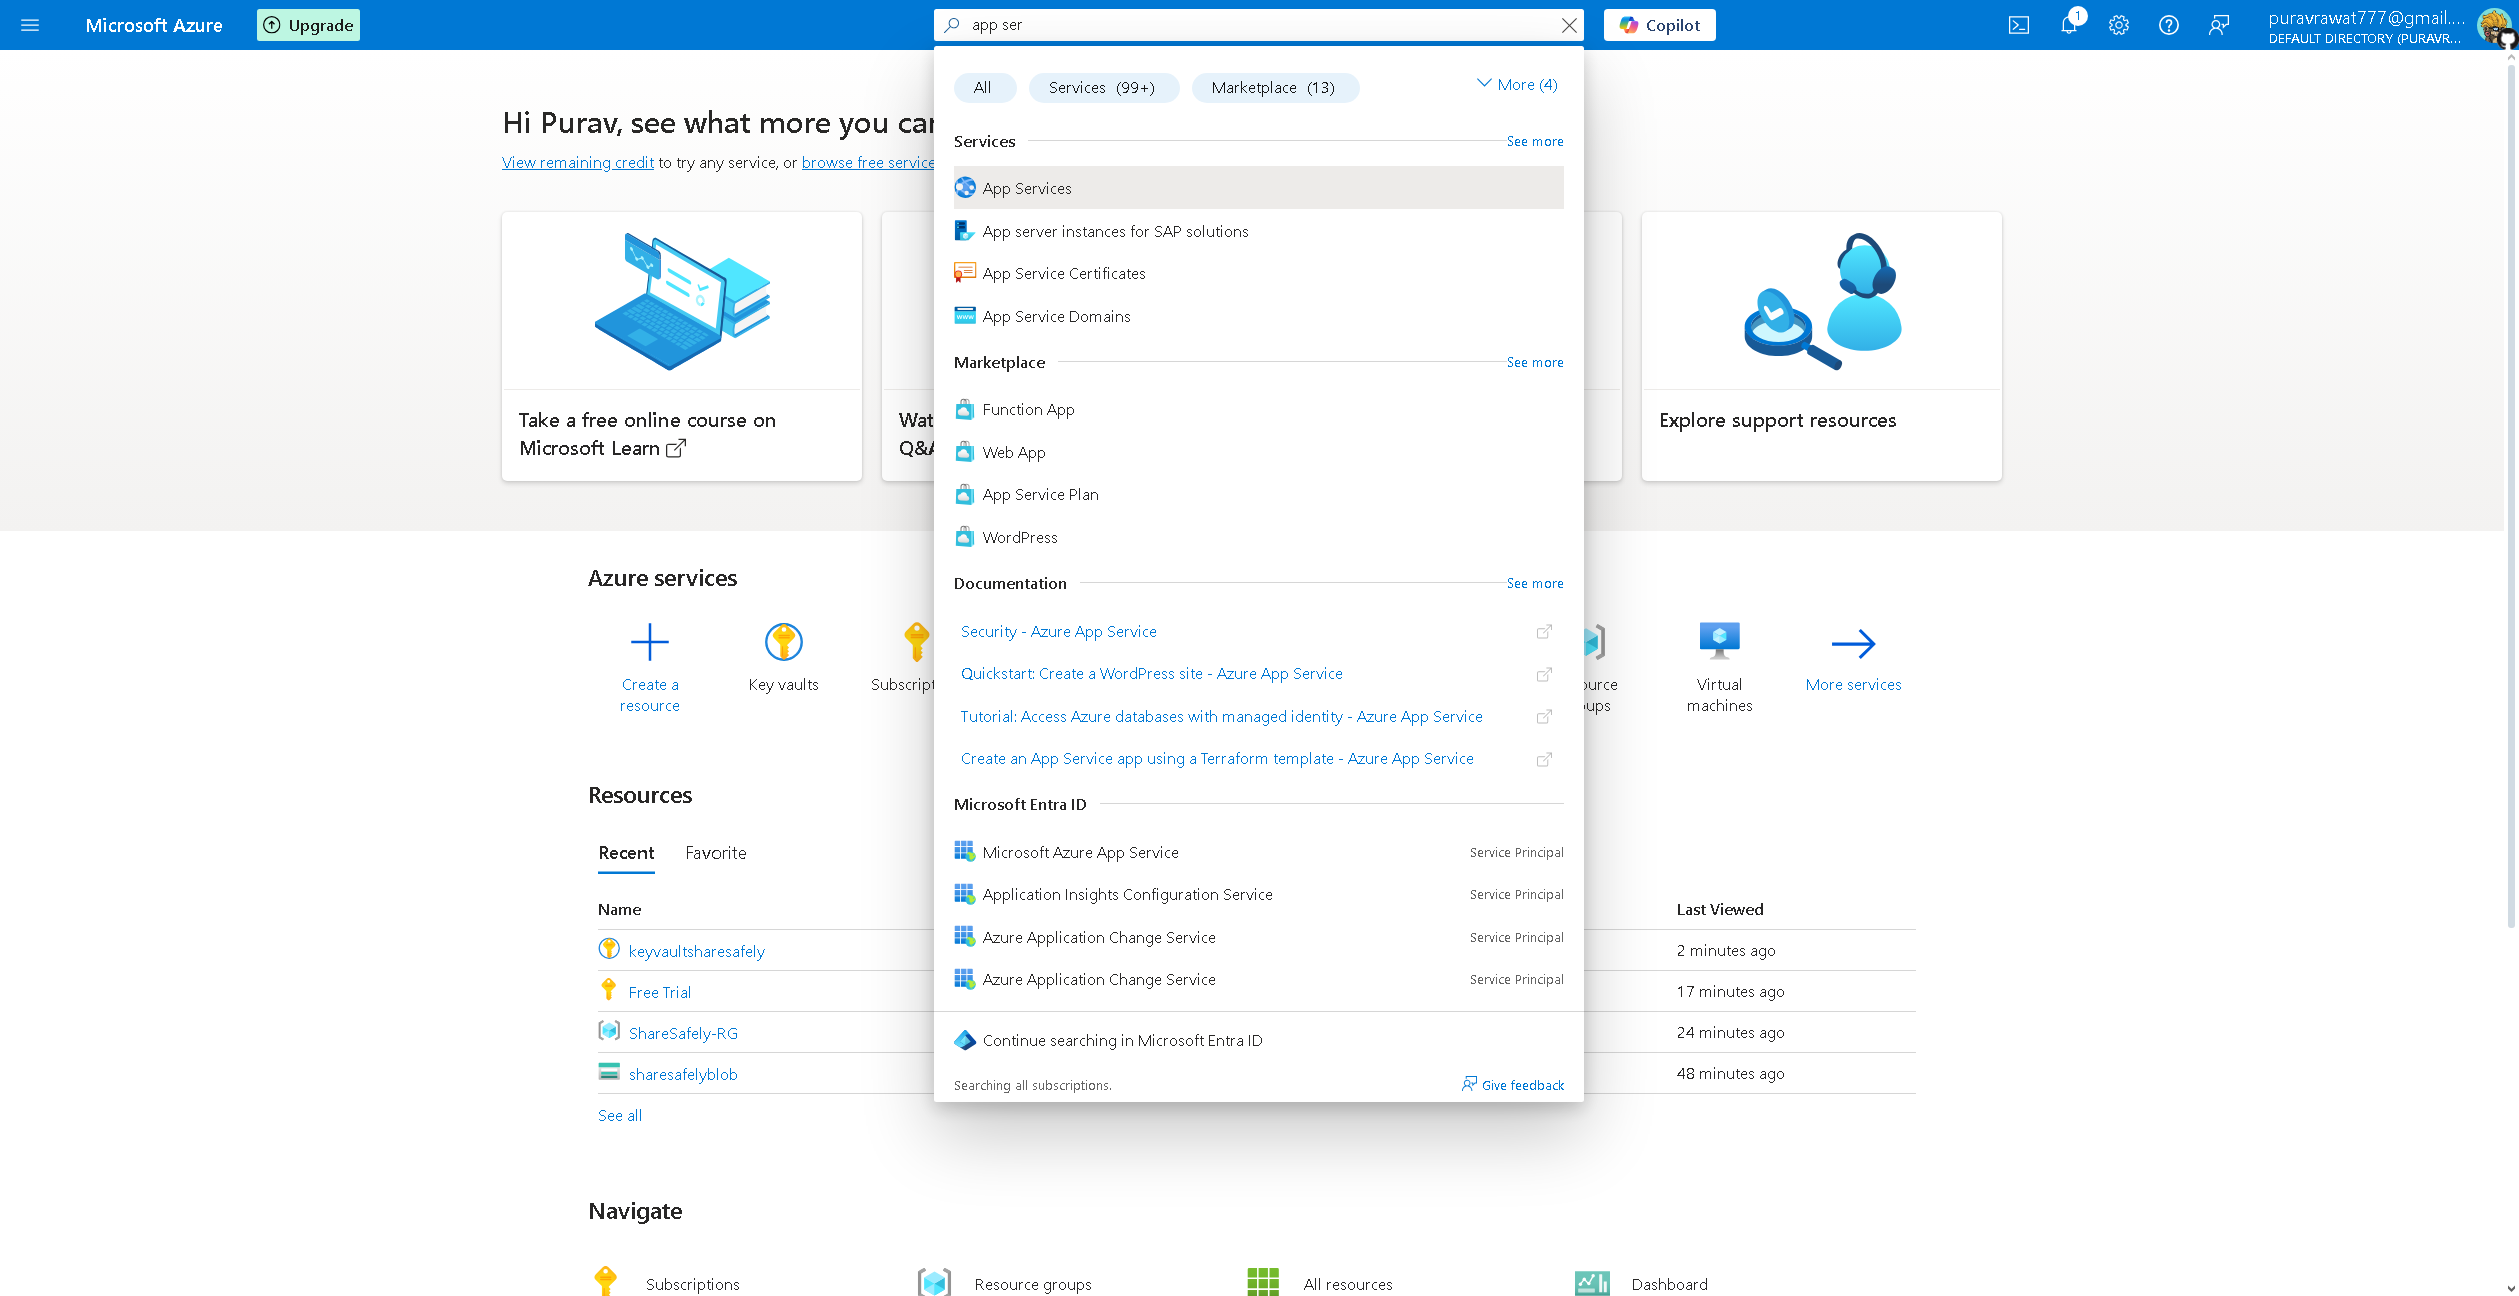 Microsoft Azure
Upgrade
app ser
Copilot
1
puravrawat777@gmail....
DEFAULT DIRECTORY (PURAVR...
All
Services (99+)
Marketplace (13)
More (4)
Hi Purav, see what more you can
View remaining credit to try any service, or browse free service
Services
See more
App Services
App server instances for SAP solutions
App Service Certificates
App Service Domains
Marketplace
See more
Function App
Web App
App Service Plan
WordPress
Take a free online course on
Microsoft Learn
Wat
Q&A
Explore support resources
Documentation
See more
Security - Azure App Service
Quickstart: Create a WordPress site - Azure App Service
Tutorial: Access Azure databases with managed identity - Azure App Service
Create an App Service app using a Terraform template - Azure App Service
Azure services
Create a
resource
Key vaults
Subscript
ource
ups
Virtual
machines
More services
Microsoft Entra ID
Microsoft Azure App Service
Service Principal
Application Insights Configuration Service
Service Principal
Azure Application Change Service
Service Principal
Azure Application Change Service
Service Principal
Continue searching in Microsoft Entra ID
Searching all subscriptions.
Give feedback
Resources
Recent
Favorite
Name
Last Viewed
keyvaultsharesafely
2 minutes ago
Free Trial
17 minutes ago
ShareSafely-RG
24 minutes ago
sharesafelyblob
48 minutes ago
See all
Navigate
Subscriptions
Resource groups
All resources
Dashboard